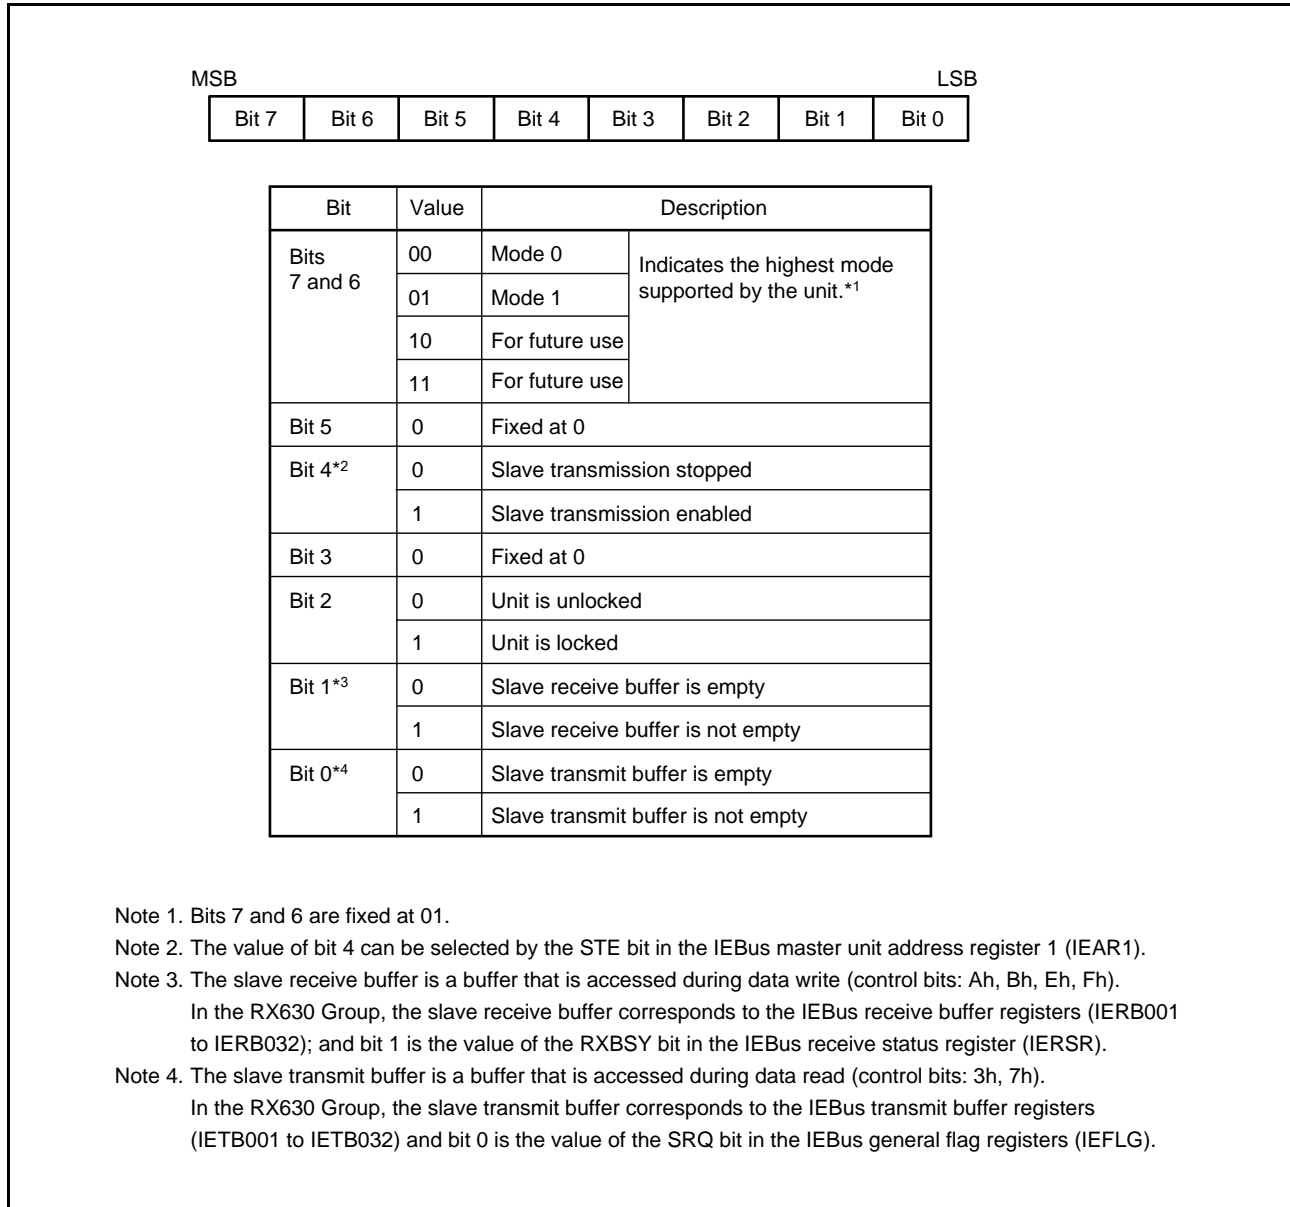 MSB LSB
Bit 7 Bit 6 Bit 5 Bit 4 Bit 3 Bit 2 Bit 1 Bit 0
Bit Value Description
Bits 00 Mode 0 Indicates the highest mode
7 and 6 supported by the unit.*1
01 Mode 1
10 For future use
11 For future use
Bit 5 0 Fixed at 0
Bit 4*2 0 Slave transmission stopped
1 Slave transmission enabled
Bit 3 0 Fixed at 0
Bit 2 0 Unit is unlocked
1 Unit is locked
Bit 1*3 0 Slave receive buffer is empty
1 Slave receive buffer is not empty
Bit 0*4 0 Slave transmit buffer is empty
1 Slave transmit buffer is not empty
Note 1. Bits 7 and 6 are fixed at 01.
Note 2. The value of bit 4 can be selected by the STE bit in the IEBus master unit address register 1 (IEAR1).
Note 3. The slave receive buffer is a buffer that is accessed during data write (control bits: Ah, Bh, Eh, Fh).
In the RX630 Group, the slave receive buffer corresponds to the IEBus receive buffer registers (IERB001
to IERB032); and bit 1 is the value of the RXBSY bit in the IEBus receive status register (IERSR).
Note 4. The slave transmit buffer is a buffer that is accessed during data read (control bits: 3h, 7h).
In the RX630 Group, the slave transmit buffer corresponds to the IEBus transmit buffer registers
(IETB001 to IETB032) and bit 0 is the value of the SRQ bit in the IEBus general flag registers (IEFLG).